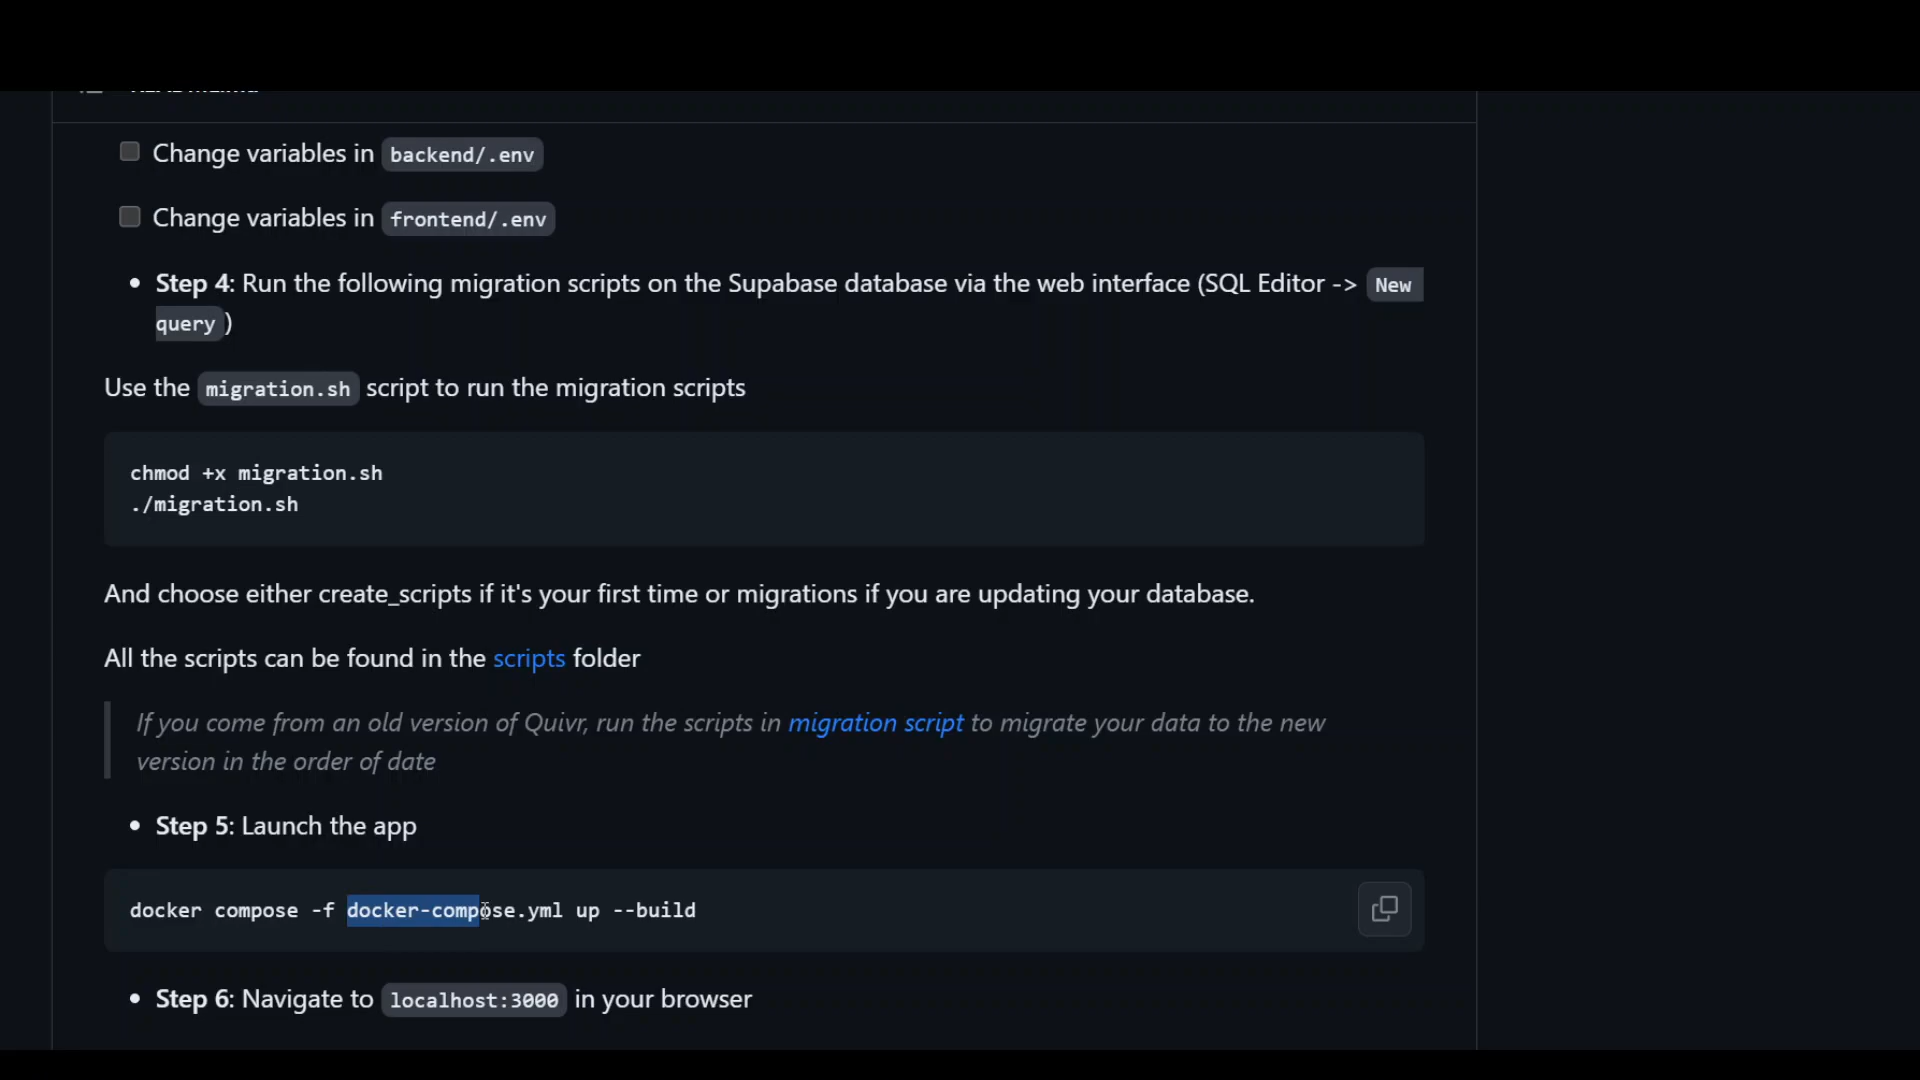 Change variables in backend/.env
Change variables in frontend/.env
Step 4: Run the following migration scripts on the Supabase database via the web interface (SQL Editor -> New
query )
Use the migration.sh script to run the migration scripts
chmod +x migration.sh
./migration.sh
And choose either create_scripts if it's your first time or migrations if you are updating your database.
All the scripts can be found in the scripts folder
If you come from an old version of Quivr, run the scripts in migration script to migrate your data to the new
version in the order of date
Step 5: Launch the app
docker compose -f docker-compose.yml up --build
Step 6: Navigate to localhost:3000 in your browser